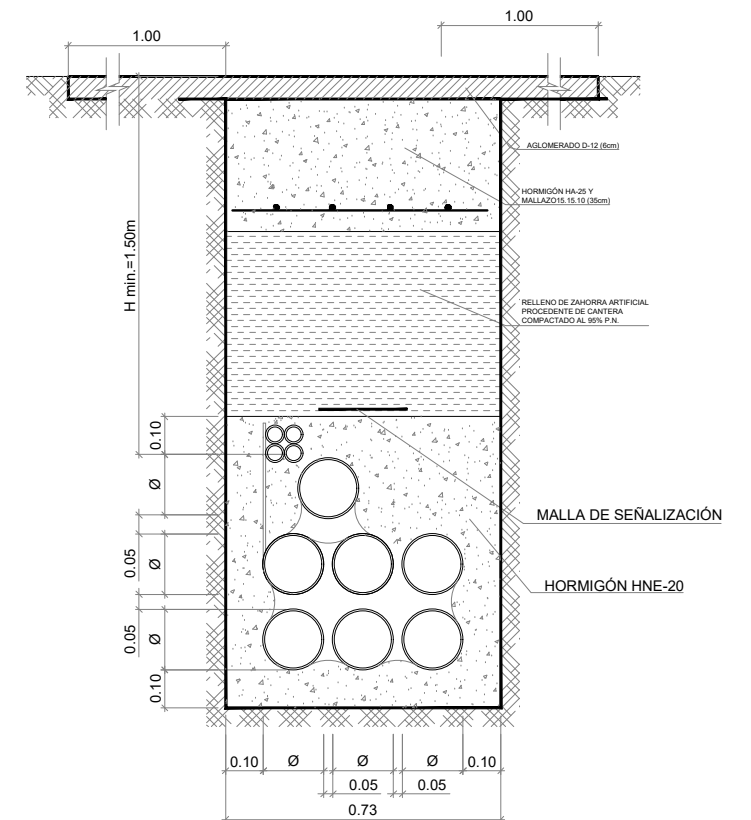 1.00
1.00
AGLOMERADO D-12 (6cm)
HORMIGÓN HA-25 Y
MALLAZO15.15.10 (35cm)
H min.=1.50m
RELLENO DE ZAHORRA ARTIFICIAL
PROCEDENTE DE CANTERA
COMPACTADO AL 95% P.N.
0.10
Ø
MALLA DE SEÑALIZACIÓN
0.05
Ø
HORMIGÓN HNE-20
0.05
Ø
0.10
0.10
Ø
Ø
Ø
0.10
0.05
0.05
0.73